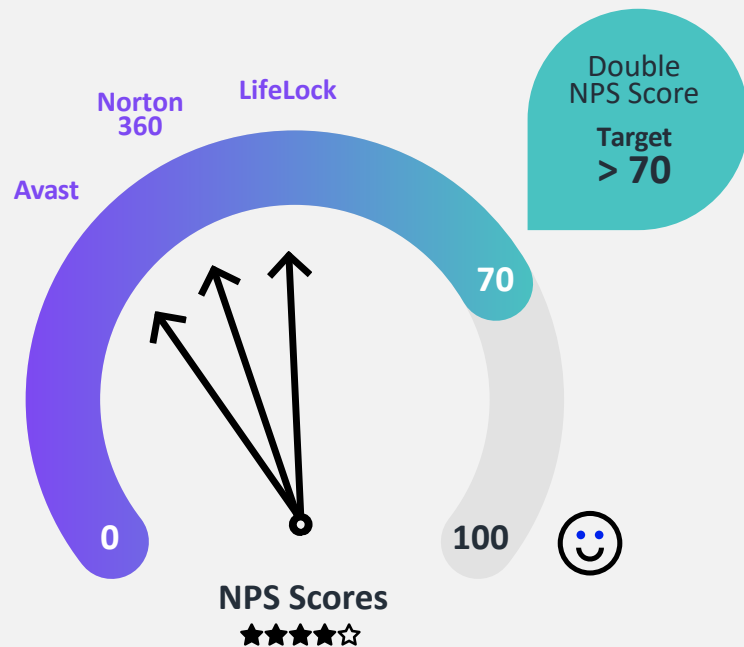 Double
NPS Score
Target
> 70
LifeLock
Norton
360
Avast
70
0
100
NPS Scores